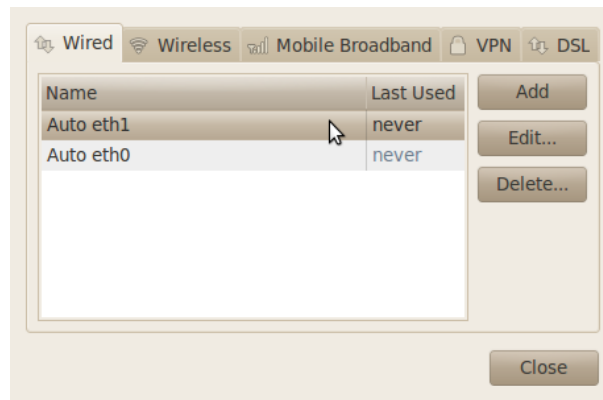 Wired Wireless Mobile Broadband VPN DSL
Name Last Used Add
Auto eth1 never
Edit...
Auto eth0 never
Delete...
Close